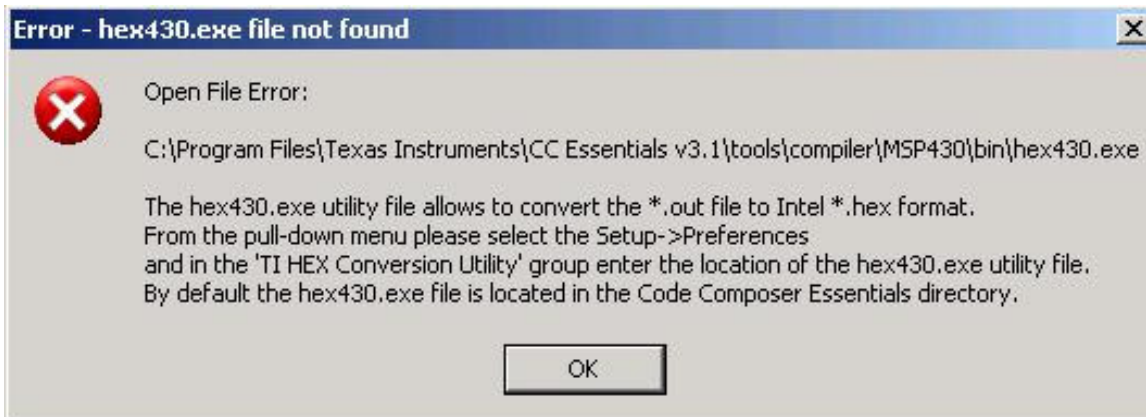 Error - hex430.exe file not found
Open File Error:
C:\Program Files\Texas Instruments\CC Essentials v3.1\tools\compiler\MSP430\bin\hex430.exe
The hex430.exe utility file allows to convert the *.out file to Intel *.hex format.
From the pull-down menu please select the Setup->Preferences
and in the 'TI HEX Conversion Utility' group enter the location of the hex430.exe utility file.
By default the hex430.exe file is located in the Code Composer Essentials directory.
OK